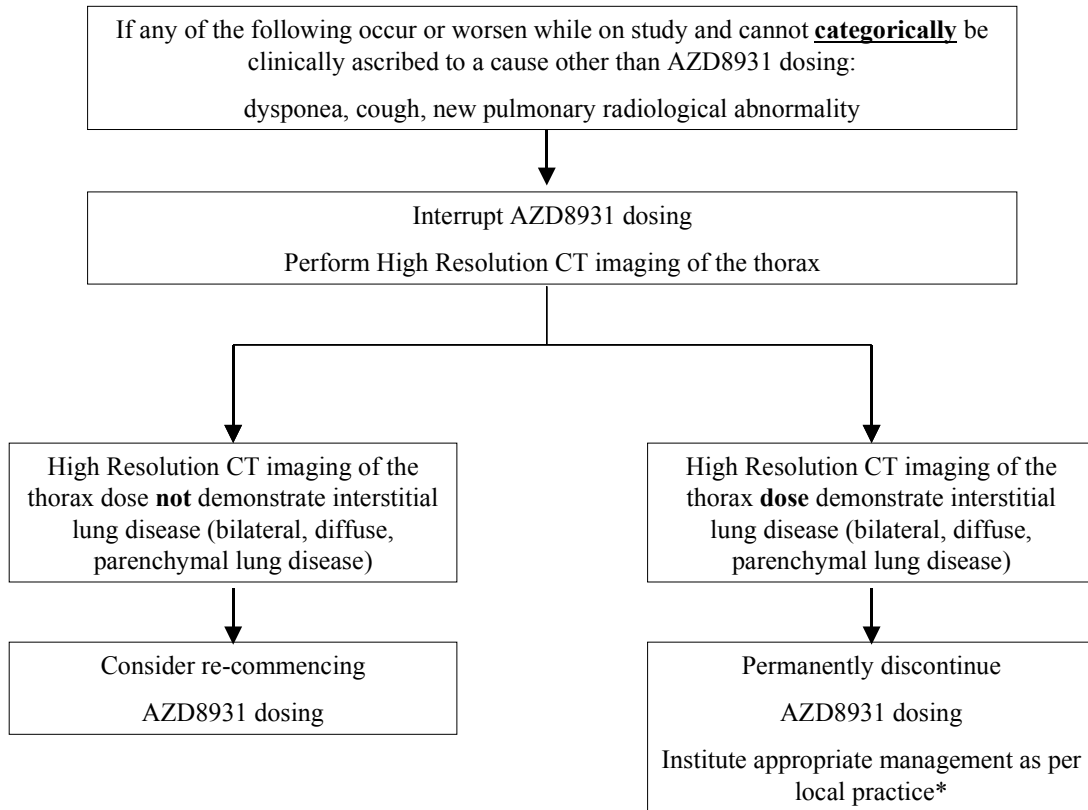 If any of the following occur or worsen while on study and cannot categorically be
clinically ascribed to a cause other than AZD8931 dosing:
dysponea, cough, new pulmonary radiological abnormality
Interrupt AZD8931 dosing
Perform High Resolution CT imaging of the thorax
High Resolution CT imaging of the
thorax dose not demonstrate interstitial
lung disease (bilateral, diffuse,
parenchymal lung disease)
High Resolution CT imaging of the
thorax dose demonstrate interstitial
lung disease (bilateral, diffuse,
parenchymal lung disease)
Consider re-commencing
AZD8931 dosing
Permanently discontinue
AZD8931 dosing
Institute appropriate management as per
local practice*